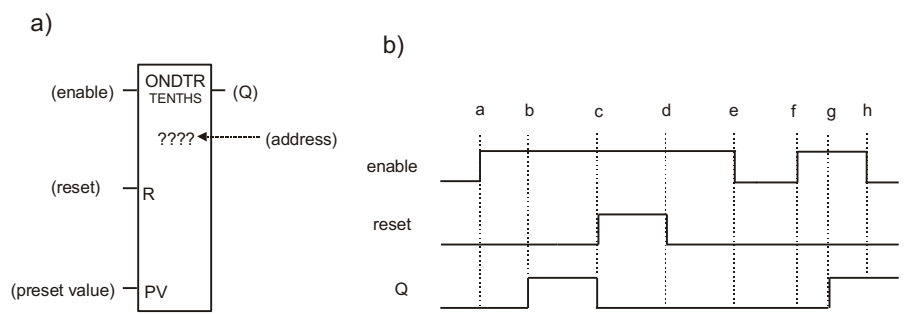 a)
(enable)
ONDTR
TENTHS
(Q)
????
(address)
(reset)
R
(preset value)
PV
b)
a b c d e f g h
enable
reset
Q